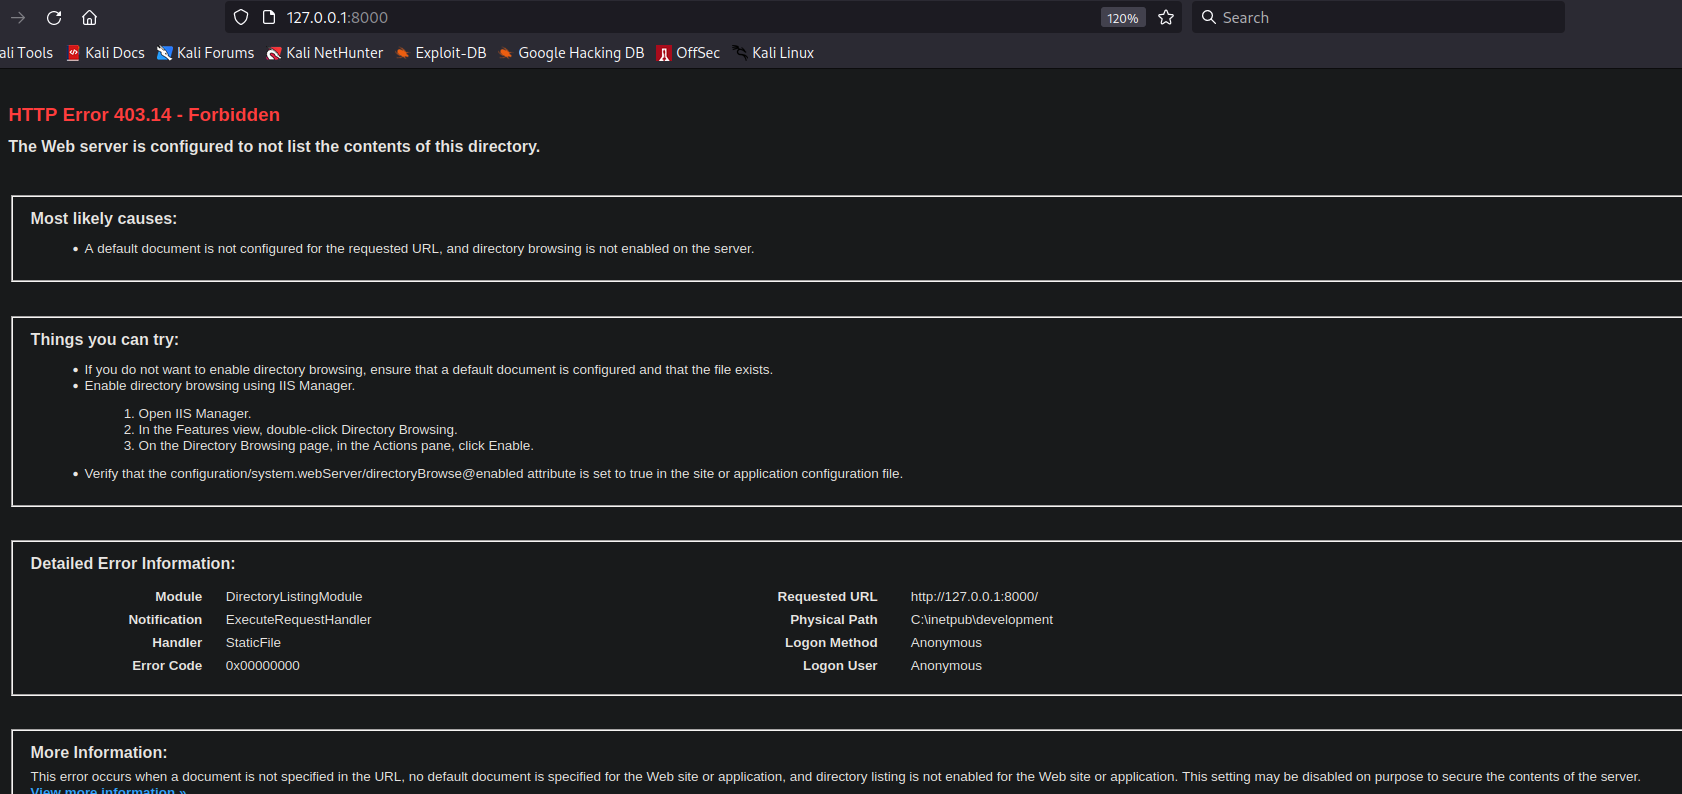 127.0.0.1:8000
120%
Search
ali Tools
Kali Docs
Kali Forums
Kali NetHunter
Exploit-DB
Google Hacking DB
OffSec
Kali Linux
HTTP Error 403.14 - Forbidden
The Web server is configured to not list the contents of this directory.
Most likely causes:
• A default document is not configured for the requested URL, and directory browsing is not enabled on the server.
Things you can try:
• If you do not want to enable directory browsing, ensure that a default document is configured and that the file exists.
• Enable directory browsing using IIS Manager.
1. Open IIS Manager.
2. In the Features view, double-click Directory Browsing.
3. On the Directory Browsing page, in the Actions pane, click Enable.
• Verify that the configuration/system.webServer/directoryBrowse@enabled attribute is set to true in the site or application configuration file.
Detailed Error Information:
Module DirectoryListingModule
Notification ExecuteRequestHandler
Handler StaticFile
Error Code 0x00000000
Requested URL http://127.0.0.1:8000/
Physical Path C:\inetpub\development
Logon Method Anonymous
Logon User Anonymous
More Information:
This error occurs when a document is not specified in the URL, no default document is specified for the Web site or application, and directory listing is not enabled for the Web site or application. This setting may be disabled on purpose to secure the contents of the server.
View more information »